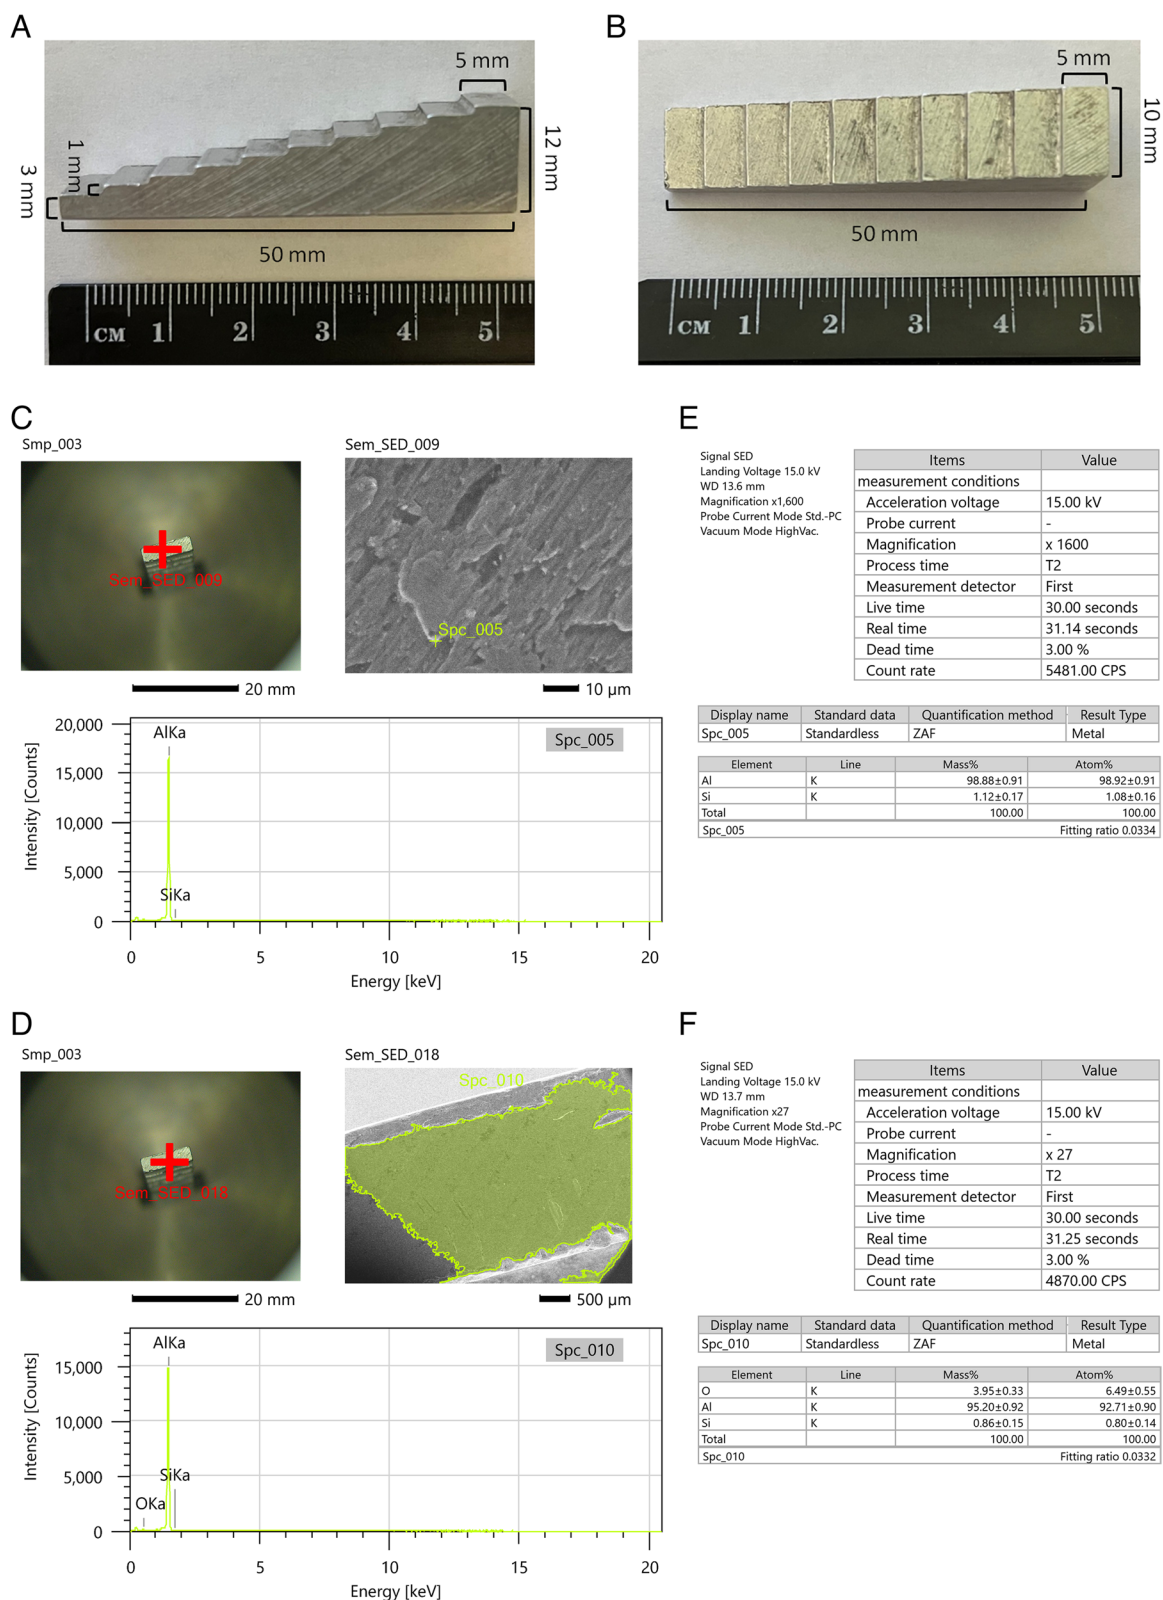 A
B
5 mm
1 mm
3 mm
12 mm
50 mm
CM 1 2 3 4 5
5 mm
10 mm
50 mm
CM 1 2 3 4 5
C
Smp_003
Sem_SED_009
Sem_SED_009
Spc_005
20 mm
10 µm
20,000
15,000
10,000
5,000
0
Intensity [Counts]
AlKa
SiKa
Spc_005
0 5 10 15 20
Energy [keV]
E
Signal SED
Landing Voltage 15.0 kV
WD 13.6 mm
Magnification x1,600
Probe Current Mode Std.-PC
Vacuum Mode HighVac.
Items Value
measurement conditions
Acceleration voltage 15.00 kV
Probe current -
Magnification x 1600
Process time T2
Measurement detector First
Live time 30.00 seconds
Real time 31.14 seconds
Dead time 3.00 %
Count rate 5481.00 CPS
Display name Standard data Quantification method Result Type
Spc_005 Standardless ZAF Metal
Element Line Mass% Atom%
Al K 98.88±0.91 98.92±0.91
Si K 1.12±0.17 1.08±0.16
Total 100.00 100.00
Spc_005 Fitting ratio 0.0334
D
Smp_003
Sem_SED_018
Sem_SED_018
Spc_010
20 mm
500 µm
15,000
10,000
5,000
0
Intensity [Counts]
AlKa
SiKa
OKa
Spc_010
0 5 10 15 20
Energy [keV]
F
Signal SED
Landing Voltage 15.0 kV
WD 13.7 mm
Magnification x27
Probe Current Mode Std.-PC
Vacuum Mode HighVac.
Items Value
measurement conditions
Acceleration voltage 15.00 kV
Probe current -
Magnification x 27
Process time T2
Measurement detector First
Live time 30.00 seconds
Real time 31.25 seconds
Dead time 3.00 %
Count rate 4870.00 CPS
Display name Standard data Quantification method Result Type
Spc_010 Standardless ZAF Metal
Element Line Mass% Atom%
O K 3.95±0.33 6.49±0.55
Al K 95.20±0.92 92.71±0.90
Si K 0.86±0.15 0.80±0.14
Total 100.00 100.00
Spc_010 Fitting ratio 0.0332